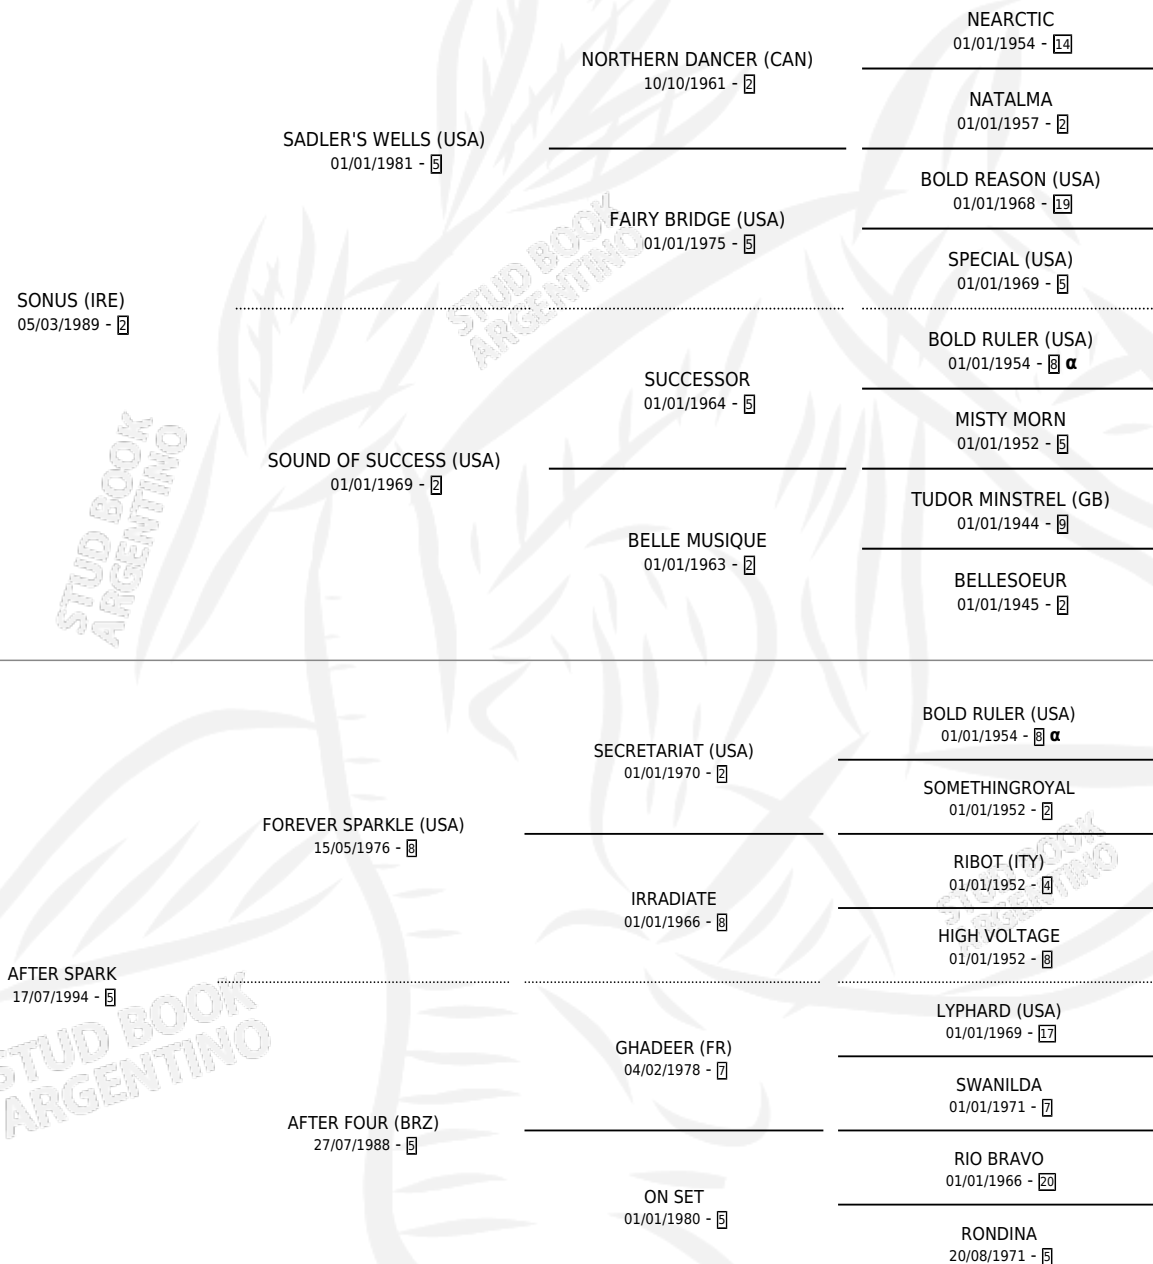 NEARCTIC
01/01/1954 - 14
NORTHERN DANCER (CAN)
10/10/1961 - 2
NATALMA
01/01/1957 - 2
SADLER'S WELLS (USA)
01/01/1981 - 5
BOLD REASON (USA)
01/01/1968 - 19
FAIRY BRIDGE (USA)
01/01/1975 - 5
SPECIAL (USA)
01/01/1969 - 5
STUD BOOK
ARGENTINO
SONUS (IRE)
05/03/1989 - 2
BOLD RULER (USA)
01/01/1954 - 8 α
SUCCESSOR
01/01/1964 - 5
MISTY MORN
01/01/1952 - 5
SOUND OF SUCCESS (USA)
01/01/1969 - 2
TUDOR MINSTREL (GB)
01/01/1944 - 9
BELLE MUSIQUE
01/01/1963 - 2
BELLESOEUR
01/01/1945 - 2
STUD BOOK
ARGENTINO
BOLD RULER (USA)
01/01/1954 - 8 α
SECRETARIAT (USA)
01/01/1970 - 2
SOMETHINGROYAL
01/01/1952 - 2
FOREVER SPARKLE (USA)
15/05/1976 - 8
RIBOT (ITY)
01/01/1952 - 4
IRRADIATE
01/01/1966 - 8
HIGH VOLTAGE
01/01/1952 - 8
STUD BOOK
ARGENTINO
AFTER SPARK
17/07/1994 - 5
LYPHARD (USA)
01/01/1969 - 17
GHADEER (FR)
04/02/1978 - 7
SWANILDA
01/01/1971 - 7
AFTER FOUR (BRZ)
27/07/1988 - 5
RIO BRAVO
01/01/1966 - 20
ON SET
01/01/1980 - 5
RONDINA
20/08/1971 - 5
STUD BOOK
ARGENTINO